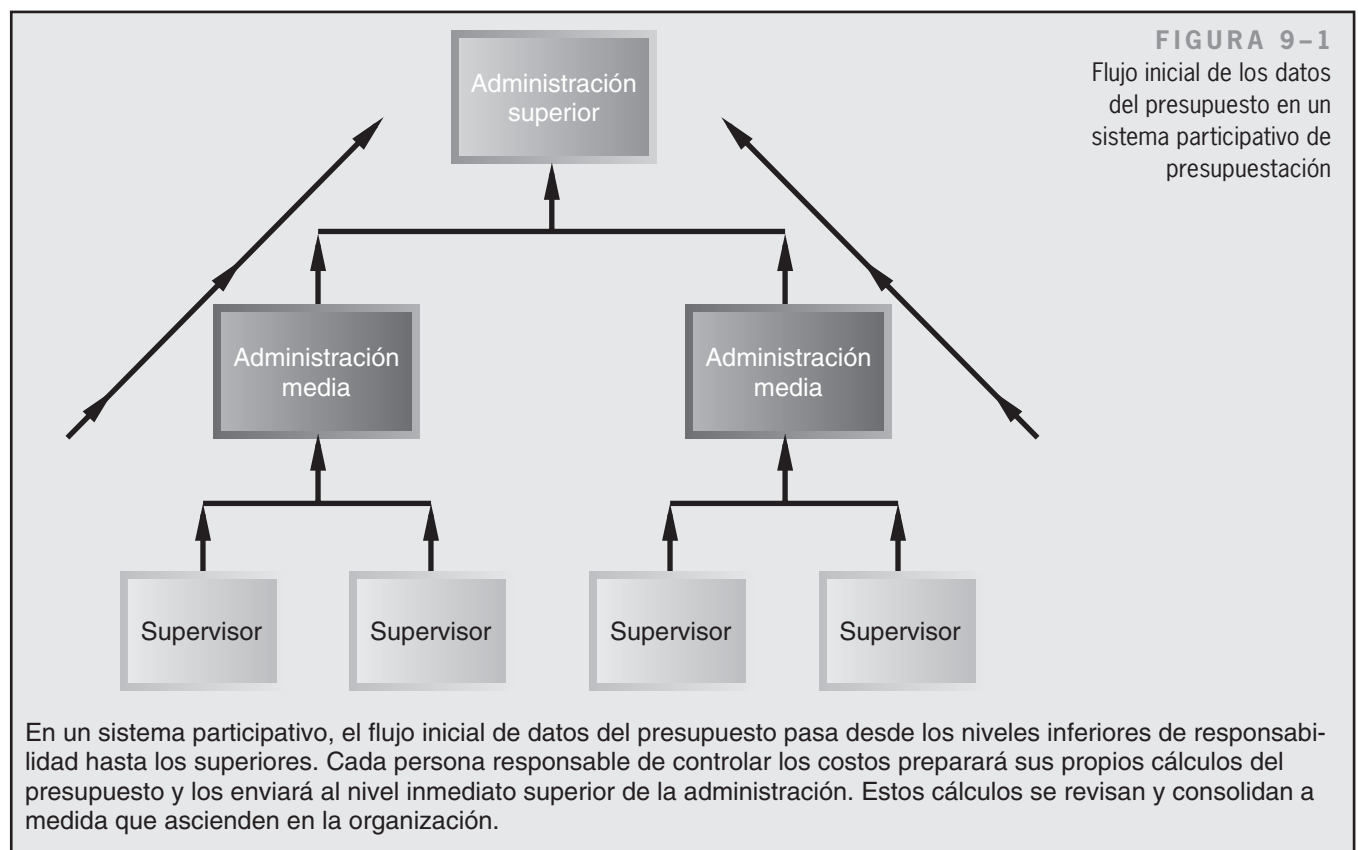 FIGURA 9–1
Flujo inicial de los datos
del presupuesto en un
sistema participativo de
presupuestación
Administración
superior
Administración
media
Administración
media
Supervisor
Supervisor
Supervisor
Supervisor
En un sistema participativo, el flujo inicial de datos del presupuesto pasa desde los niveles inferiores de responsabi-
lidad hasta los superiores. Cada persona responsable de controlar los costos preparará sus propios cálculos del
presupuesto y los enviará al nivel inmediato superior de la administración. Estos cálculos se revisan y consolidan a
medida que ascienden en la organización.